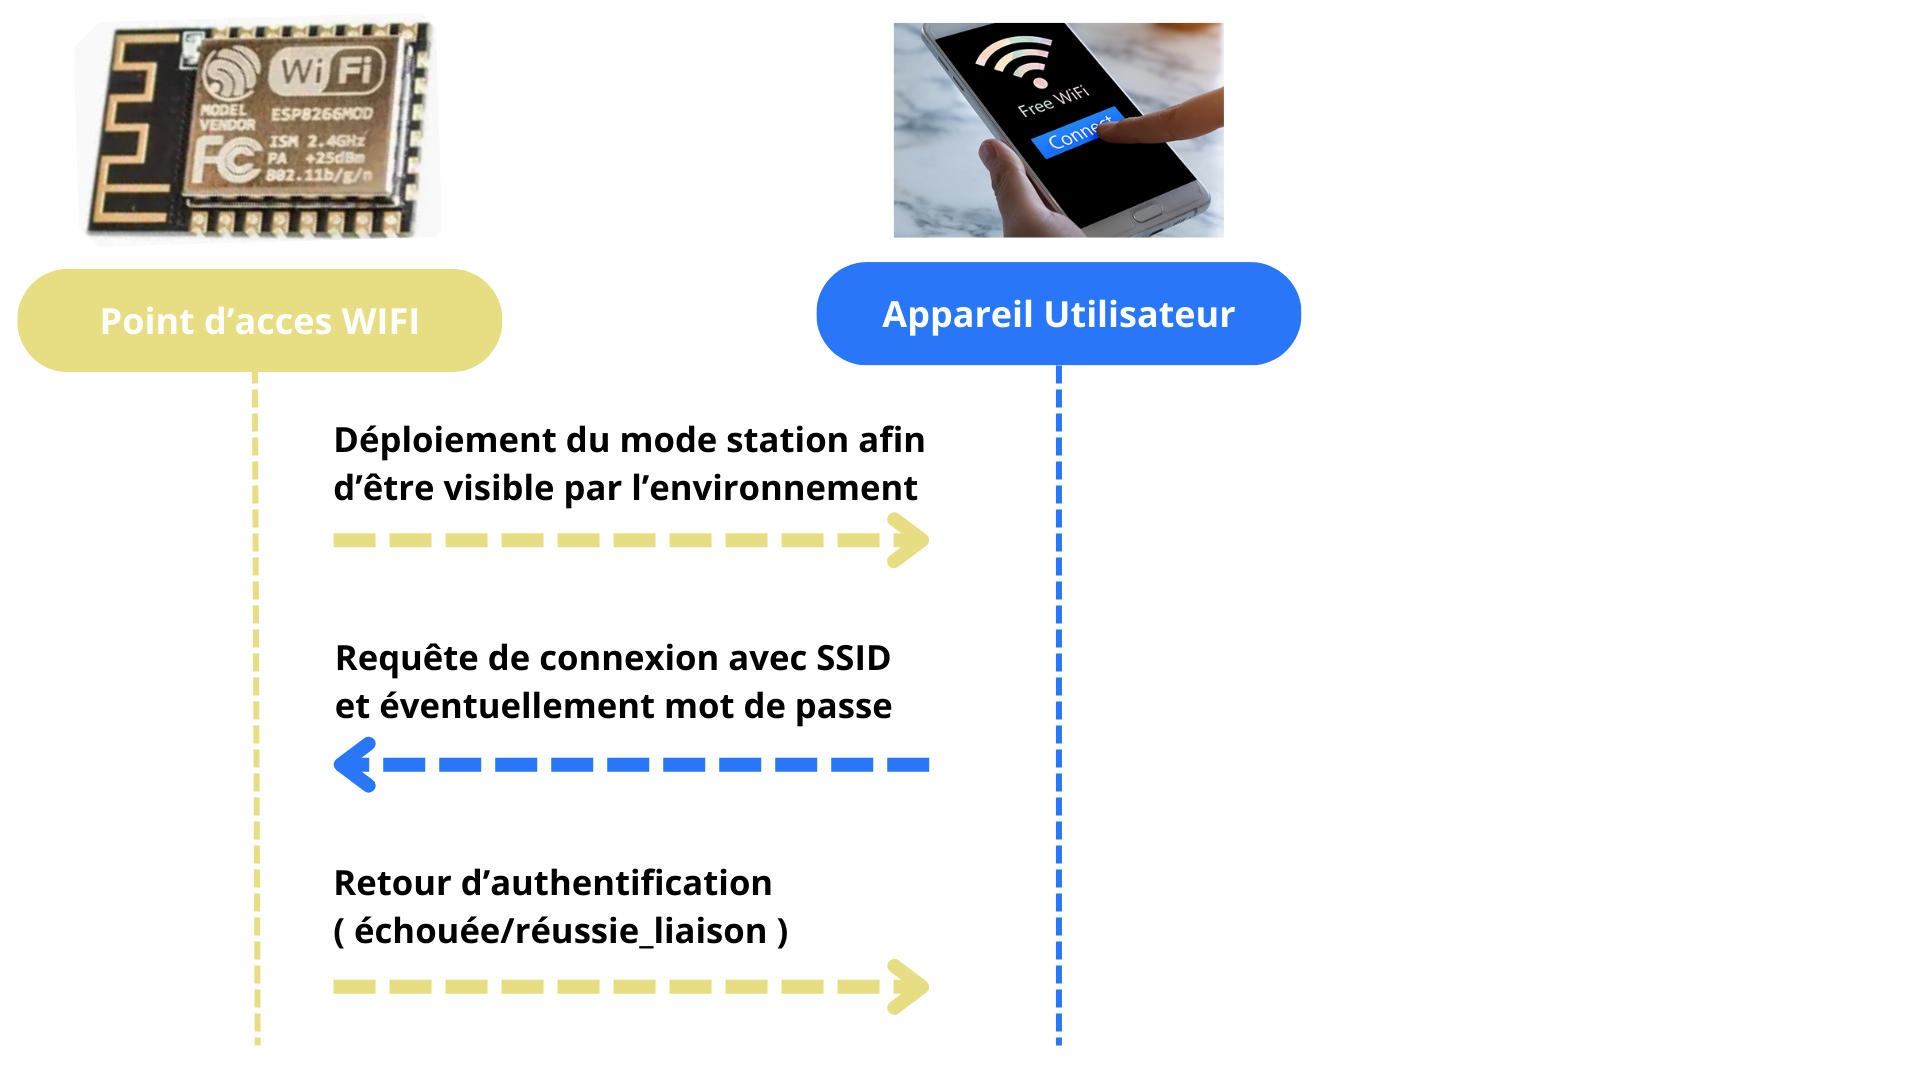 WiFi
MODEL
VENDOR
ESP8266MOD
FC
ISM 2.4GHz
PA +25dBm
802.11b/g/n
Free WiFi
Connect
Point d’acces WIFI
Appareil Utilisateur
Déploiement du mode station afin
d’être visible par l’environnement
Requête de connexion avec SSID
et éventuellement mot de passe
Retour d’authentification
( échouée/réussie_liaison )